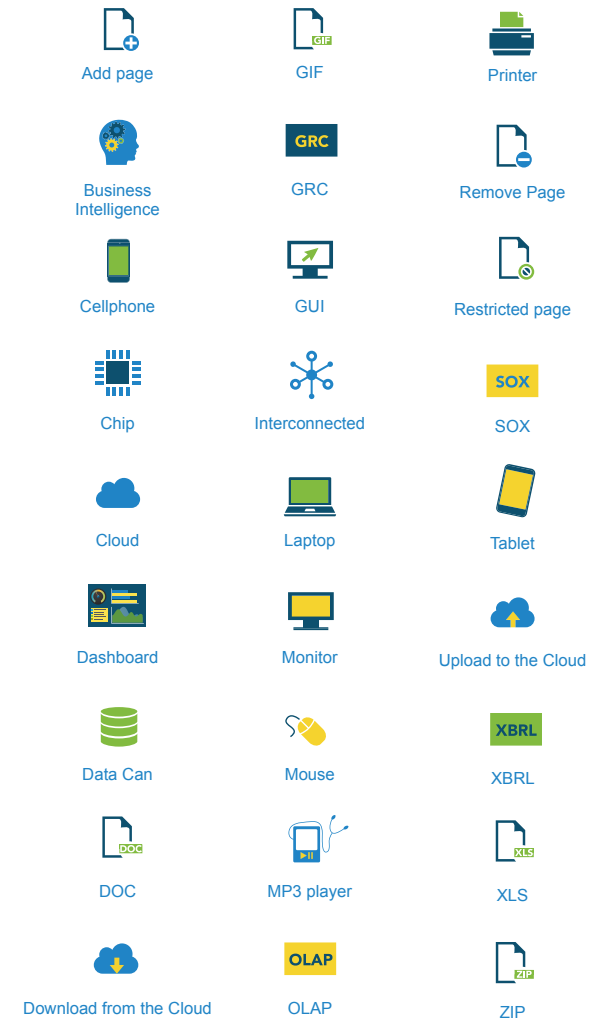 GIF
Add page
GIF
Printer
GRC
Business
Intelligence
GRC
Remove Page
Cellphone
GUI
Restricted page
SOX
Chip
Interconnected
SOX
Cloud
Laptop
Tablet
Dashboard
Monitor
Upload to the Cloud
XBRL
Data Can
Mouse
XBRL
DOC
XLS
DOC
MP3 player
XLS
OLAP
ZIP
Download from the Cloud
OLAP
ZIP